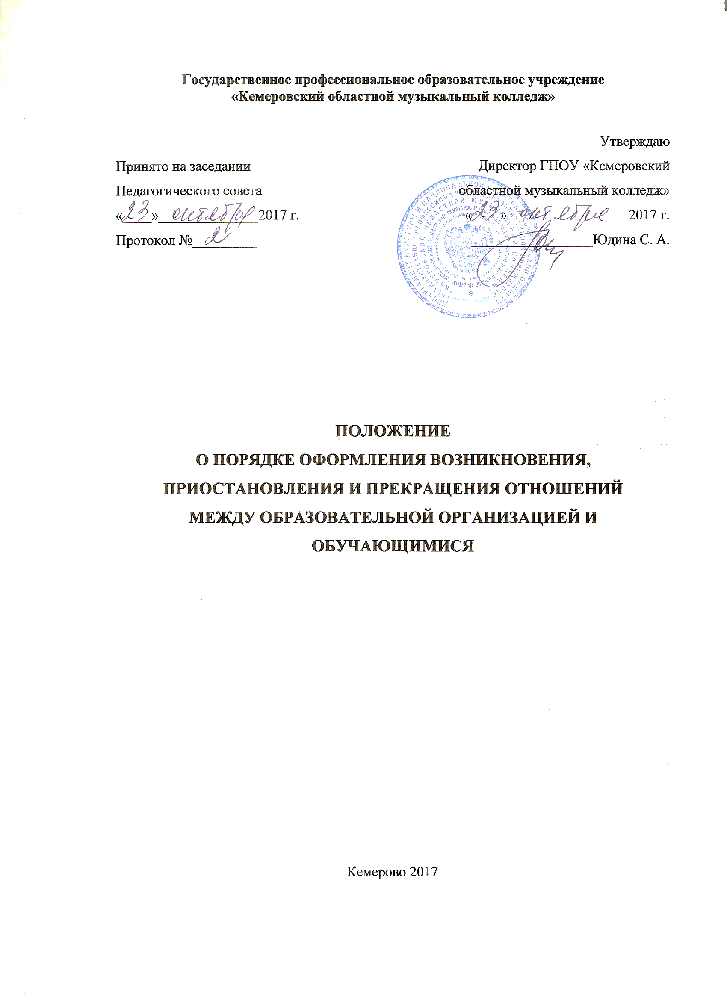 Государственное профессиональное образовательное учреждение
«Кемеровский областной музыкальный колледж»
Утверждаю
Принято на заседании
Директор ГПОУ «Кемеровский
Педагогического совета
областной музыкальный колледж»
«23» октября 2017 г.
«23» октября 2017 г.
Протокол № 2
Юдина С. А.
ПОЛОЖЕНИЕ
О ПОРЯДКЕ ОФОРМЛЕНИЯ ВОЗНИКНОВЕНИЯ,
ПРИОСТАНОВЛЕНИЯ И ПРЕКРАЩЕНИЯ ОТНОШЕНИЙ
МЕЖДУ ОБРАЗОВАТЕЛЬНОЙ ОРГАНИЗАЦИЕЙ И
ОБУЧАЮЩИМИСЯ
Кемерово 2017